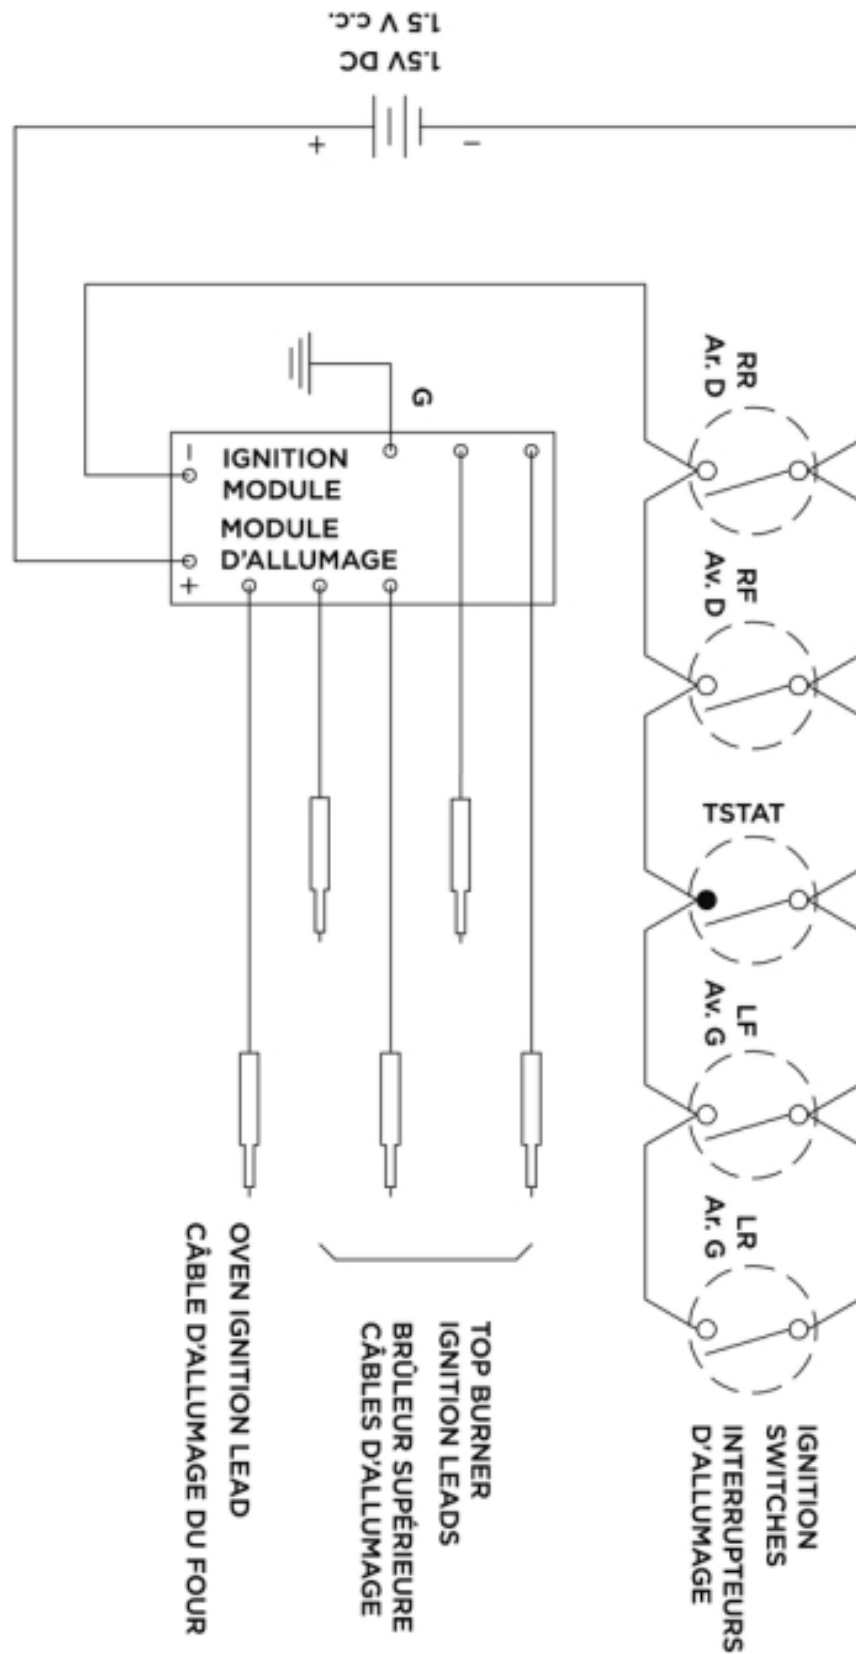 1.5V DC
1.5 V c.c.
+
−
G
−
IGNITION
MODULE
MODULE
D'ALLUMAGE
+
RR
Ar. D
RF
Av. D
TSTAT
LF
Av. G
LR
Ar. G
IGNITION
SWITCHES
INTERRUPTEURS
D'ALLUMAGE
TOP BURNER
IGNITION LEADS
BRÛLEUR SUPÉRIEURE
CÂBLES D'ALLUMAGE
OVEN IGNITION LEAD
CÂBLE D'ALLUMAGE DU FOUR